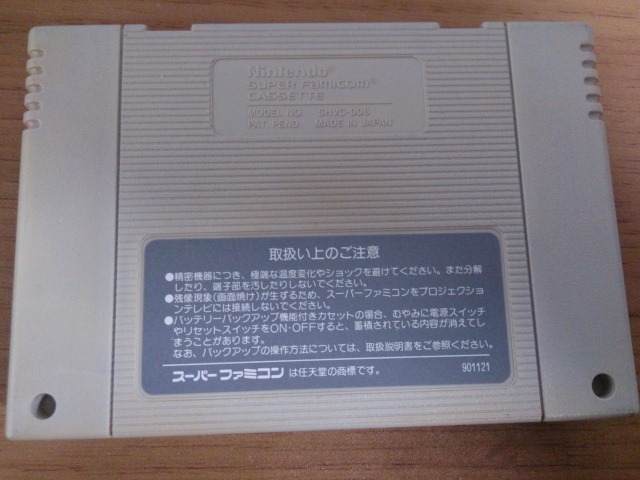 Nintendo®
SUPER FAMICOM®
CASSETTE
MODEL NO. SHVC-006
PAT. PEND. MADE IN JAPAN
取扱い上のご注意
●精密機器につき、極端な温度変化やショックを避けてください。また分解
したり、端子部を汚したりしないでください。
●残像現象(画面焼け)が生ずるため、スーパーファミコンをプロジェクショ
ンテレビには接続しないでください。
●バッテリーバックアップ機能付きカセットの場合、むやみに電源スイッチ
やリセットスイッチをON・OFFすると、蓄積されている内容が消えてし
まうことがあります。
なお、バックアップの操作方法については、取扱説明書をご参照ください。
スーパーファミコン は任天堂の商標です。 901121